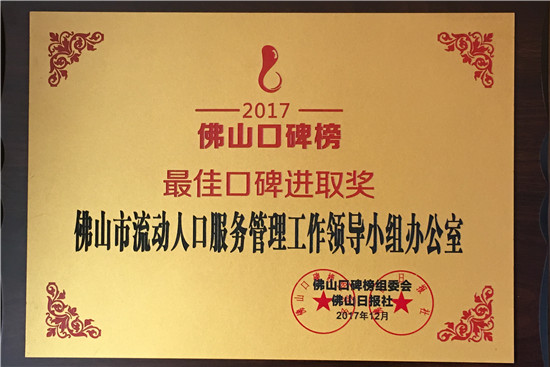 2017
佛山口碑榜
最佳口碑进取奖
佛山市流动人口服务管理工作领导小组办公室
佛山口碑榜组委会
佛山日报社
2017年12月